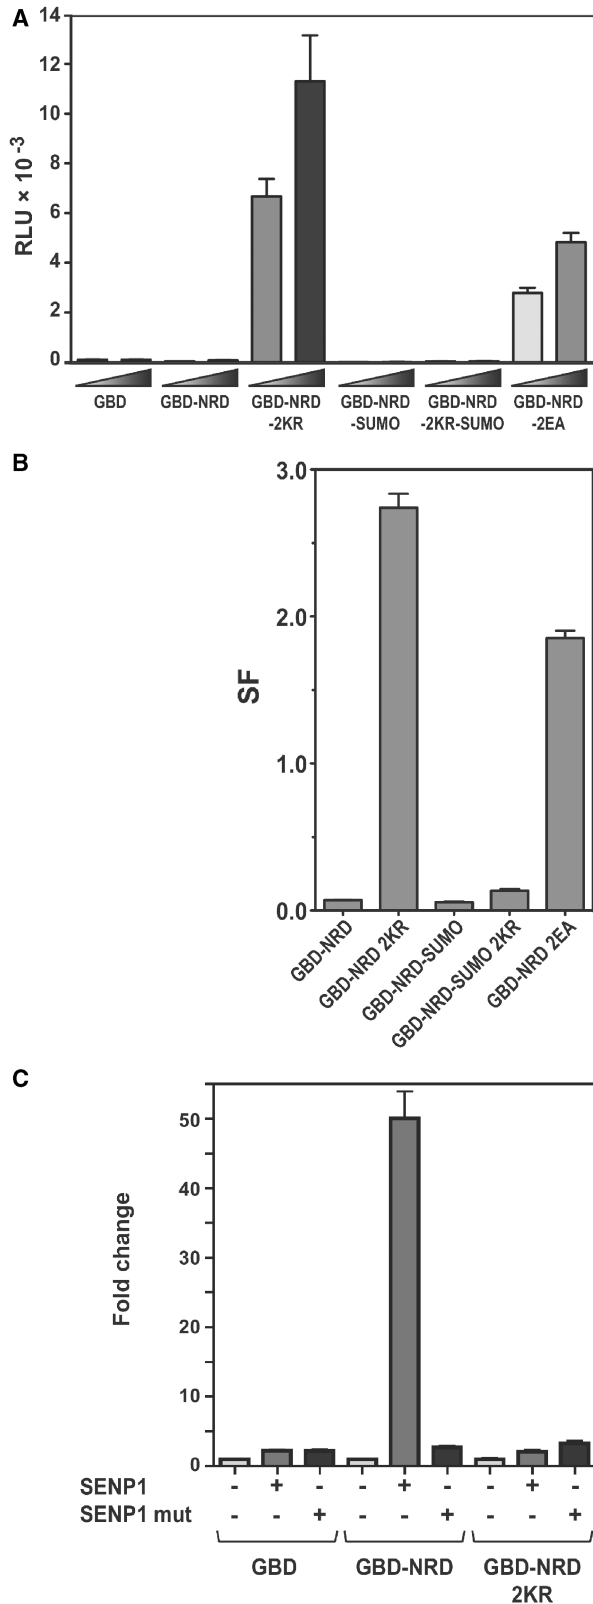 A
14
12
10
8
6
4
2
0
RLU × 10⁻³
GBD GBD-NRD GBD-NRD GBD-NRD GBD-NRD GBD-NRD
-2KR -SUMO -2KR-SUMO -2EA
B
3.0
2.0
1.0
0.0
SF
GBD-NRD
GBD-NRD 2KR
GBD-NRD-SUMO
GBD-NRD-SUMO 2KR
GBD-NRD 2EA
C
50
40
30
20
10
0
Fold change
SENP1 - + - - + - - + -
SENP1 mut - - + - - + - - +
GBD GBD-NRD GBD-NRD
2KR